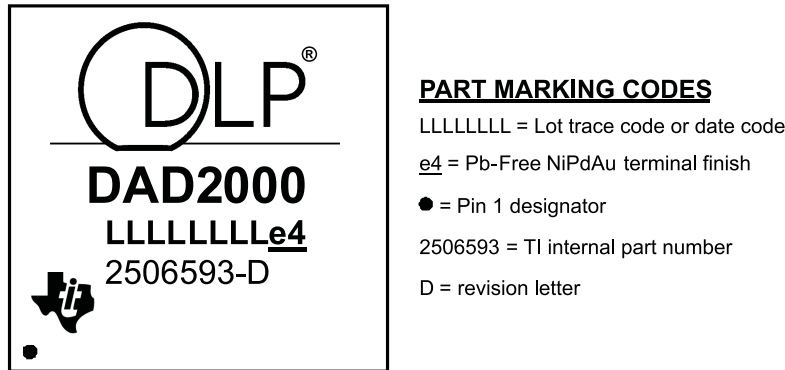 DLP®
DAD2000
LLLLLLLLe4
2506593-D
ti
PART MARKING CODES
LLLLLLLL = Lot trace code or date code
e4 = Pb-Free NiPdAu terminal finish
● = Pin 1 designator
2506593 = TI internal part number
D = revision letter